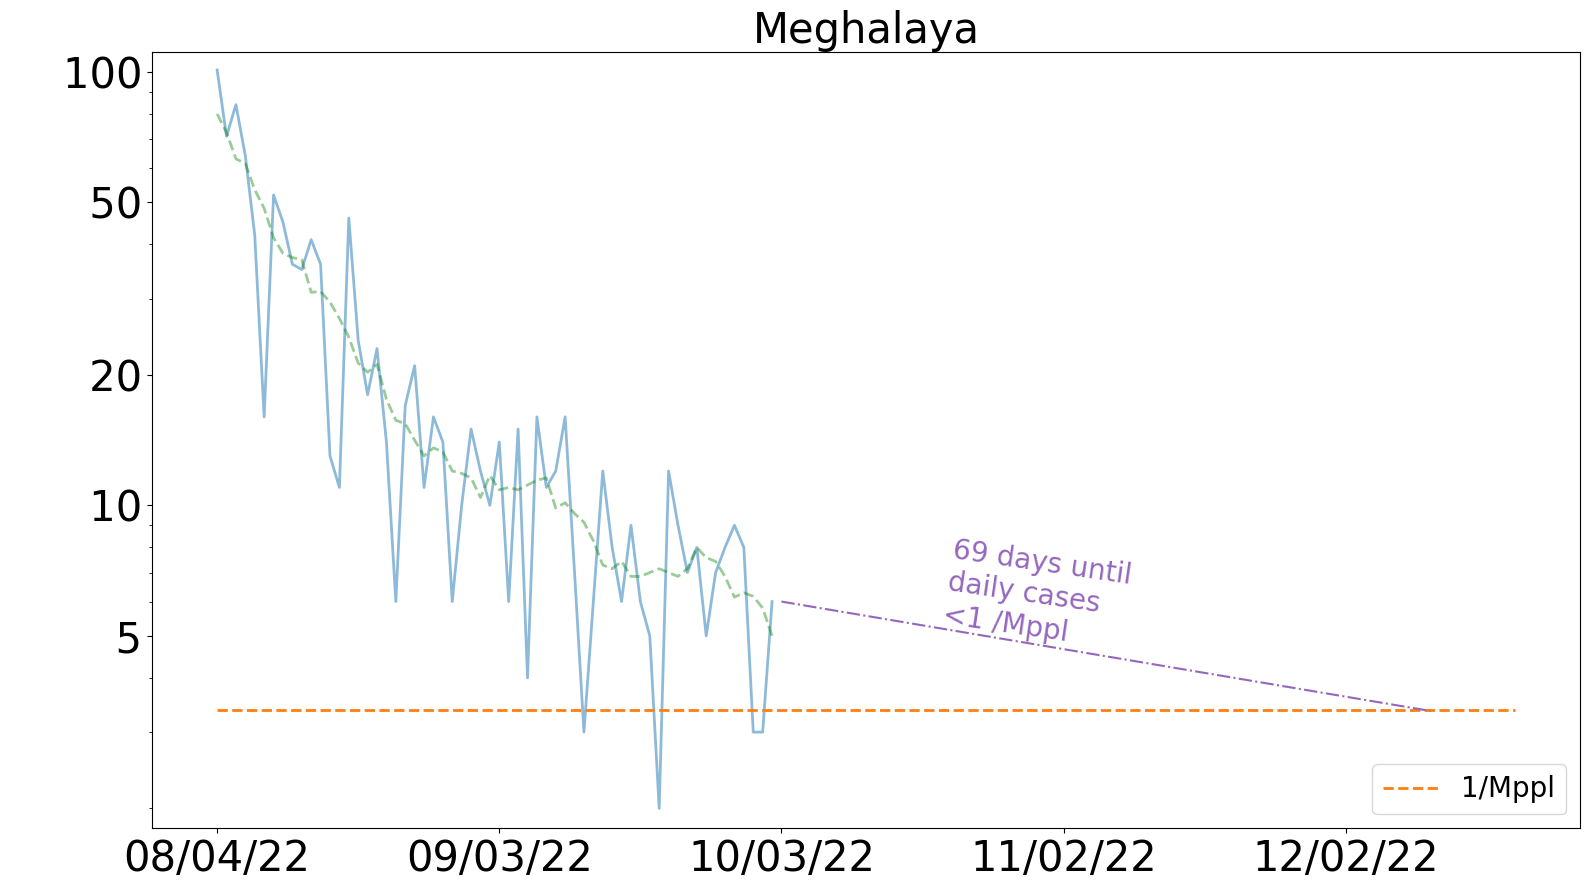 Meghalaya
100
50
20
10
5
69 days until
daily cases
<1 /Mppl
1/Mppl
08/04/22
09/03/22
10/03/22
11/02/22
12/02/22